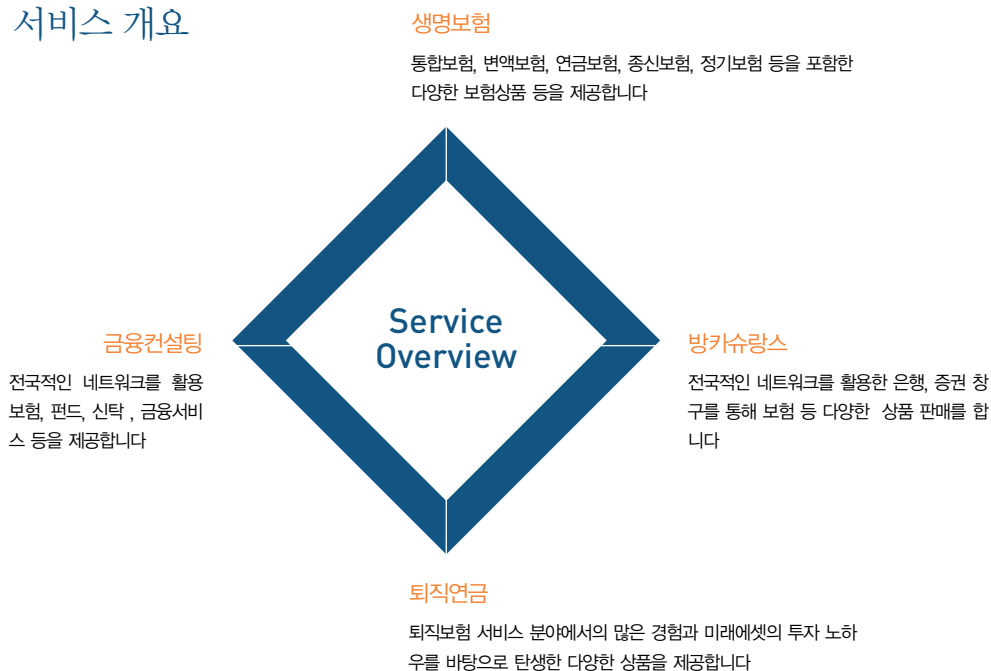 서비스 개요
생명보험
통합보험, 변액보험, 연금보험, 종신보험, 정기보험 등을 포함한
다양한 보험상품 등을 제공합니다
Service
Overview
금융컨설팅
전국적인 네트워크를 활용
보험, 펀드, 신탁 , 금융서비
스 등을 제공합니다
방카슈랑스
전국적인 네트워크를 활용한 은행, 증권 창
구를 통해 보험 등 다양한 상품 판매를 합
니다
퇴직연금
퇴직보험 서비스 분야에서의 많은 경험과 미래에셋의 투자 노하
우를 바탕으로 탄생한 다양한 상품을 제공합니다